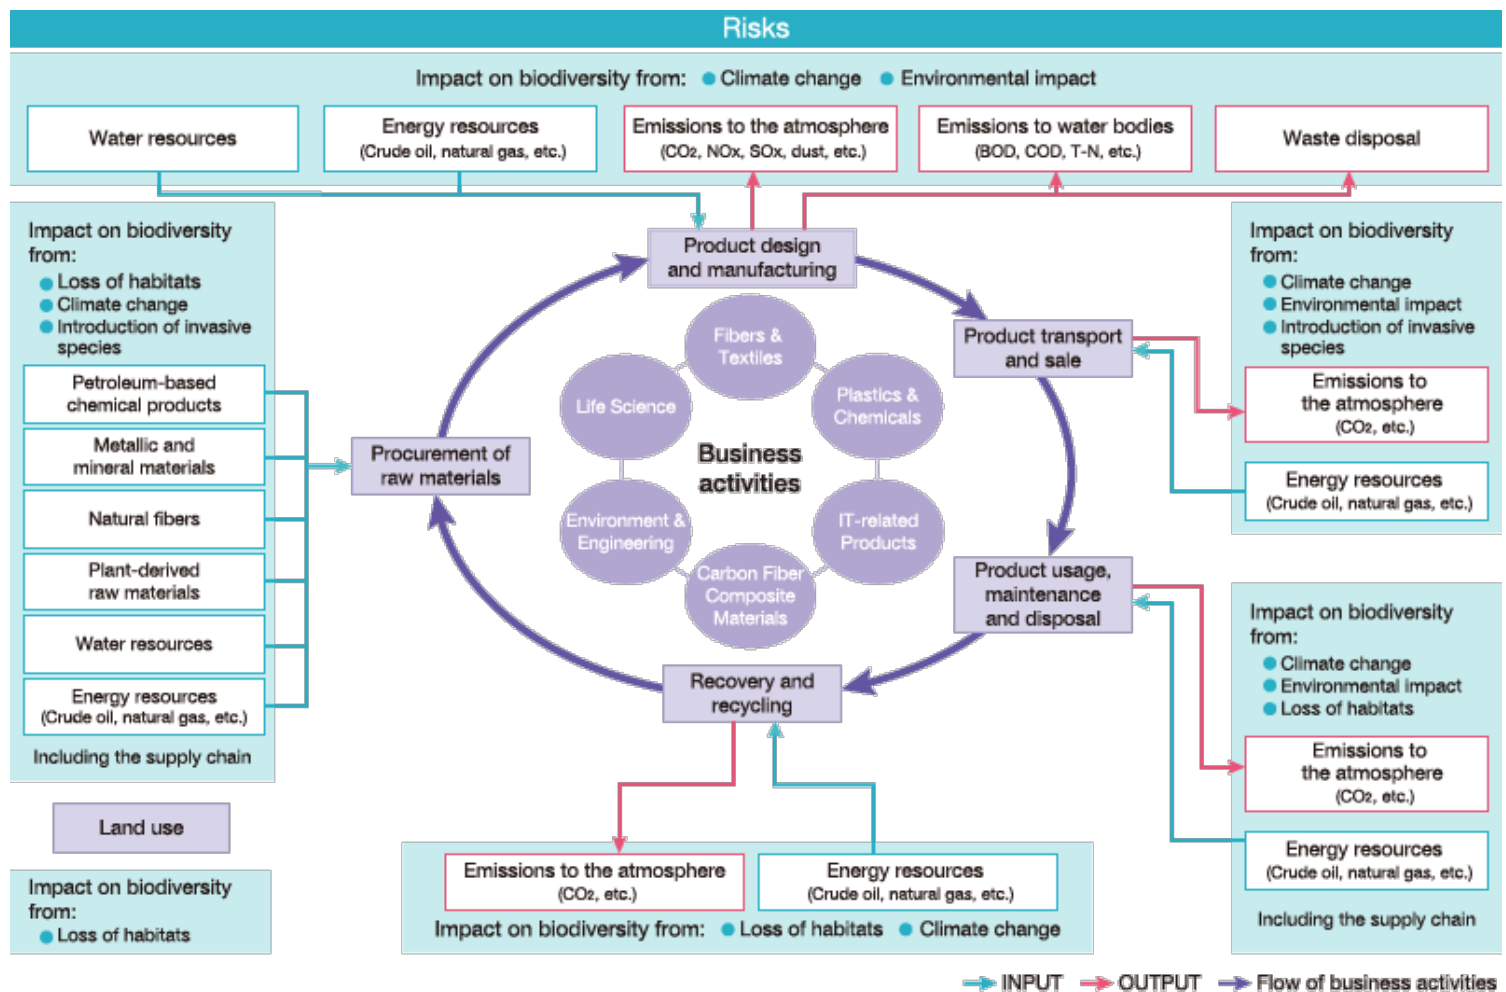 Risks
Impact on biodiversity from: ● Climate change ● Environmental impact
Water resources
Energy resources
(Crude oil, natural gas, etc.)
Emissions to the atmosphere
(CO₂, NOx, SOx, dust, etc.)
Emissions to water bodies
(BOD, COD, T-N, etc.)
Waste disposal
Impact on biodiversity
from:
● Loss of habitats
● Climate change
● Introduction of invasive
species
Petroleum-based
chemical products
Metallic and
mineral materials
Natural fibers
Plant-derived
raw materials
Water resources
Energy resources
(Crude oil, natural gas, etc.)
Including the supply chain
Land use
Impact on biodiversity
from:
● Loss of habitats
Product design
and manufacturing
Product transport
and sale
Product usage,
maintenance
and disposal
Recovery and
recycling
Procurement of
raw materials
Fibers &
Textiles
Plastics &
Chemicals
IT-related
Products
Carbon Fiber
Composite
Materials
Environment &
Engineering
Life Science
Business
activities
Impact on biodiversity
from:
● Climate change
● Environmental impact
● Introduction of invasive
species
Emissions to
the atmosphere
(CO₂, etc.)
Energy resources
(Crude oil, natural gas, etc.)
Impact on biodiversity
from:
● Climate change
● Environmental impact
● Loss of habitats
Emissions to
the atmosphere
(CO₂, etc.)
Energy resources
(Crude oil, natural gas, etc.)
Including the supply chain
Emissions to the atmosphere
(CO₂, etc.)
Energy resources
(Crude oil, natural gas, etc.)
Impact on biodiversity from: ● Loss of habitats ● Climate change
INPUT OUTPUT Flow of business activities